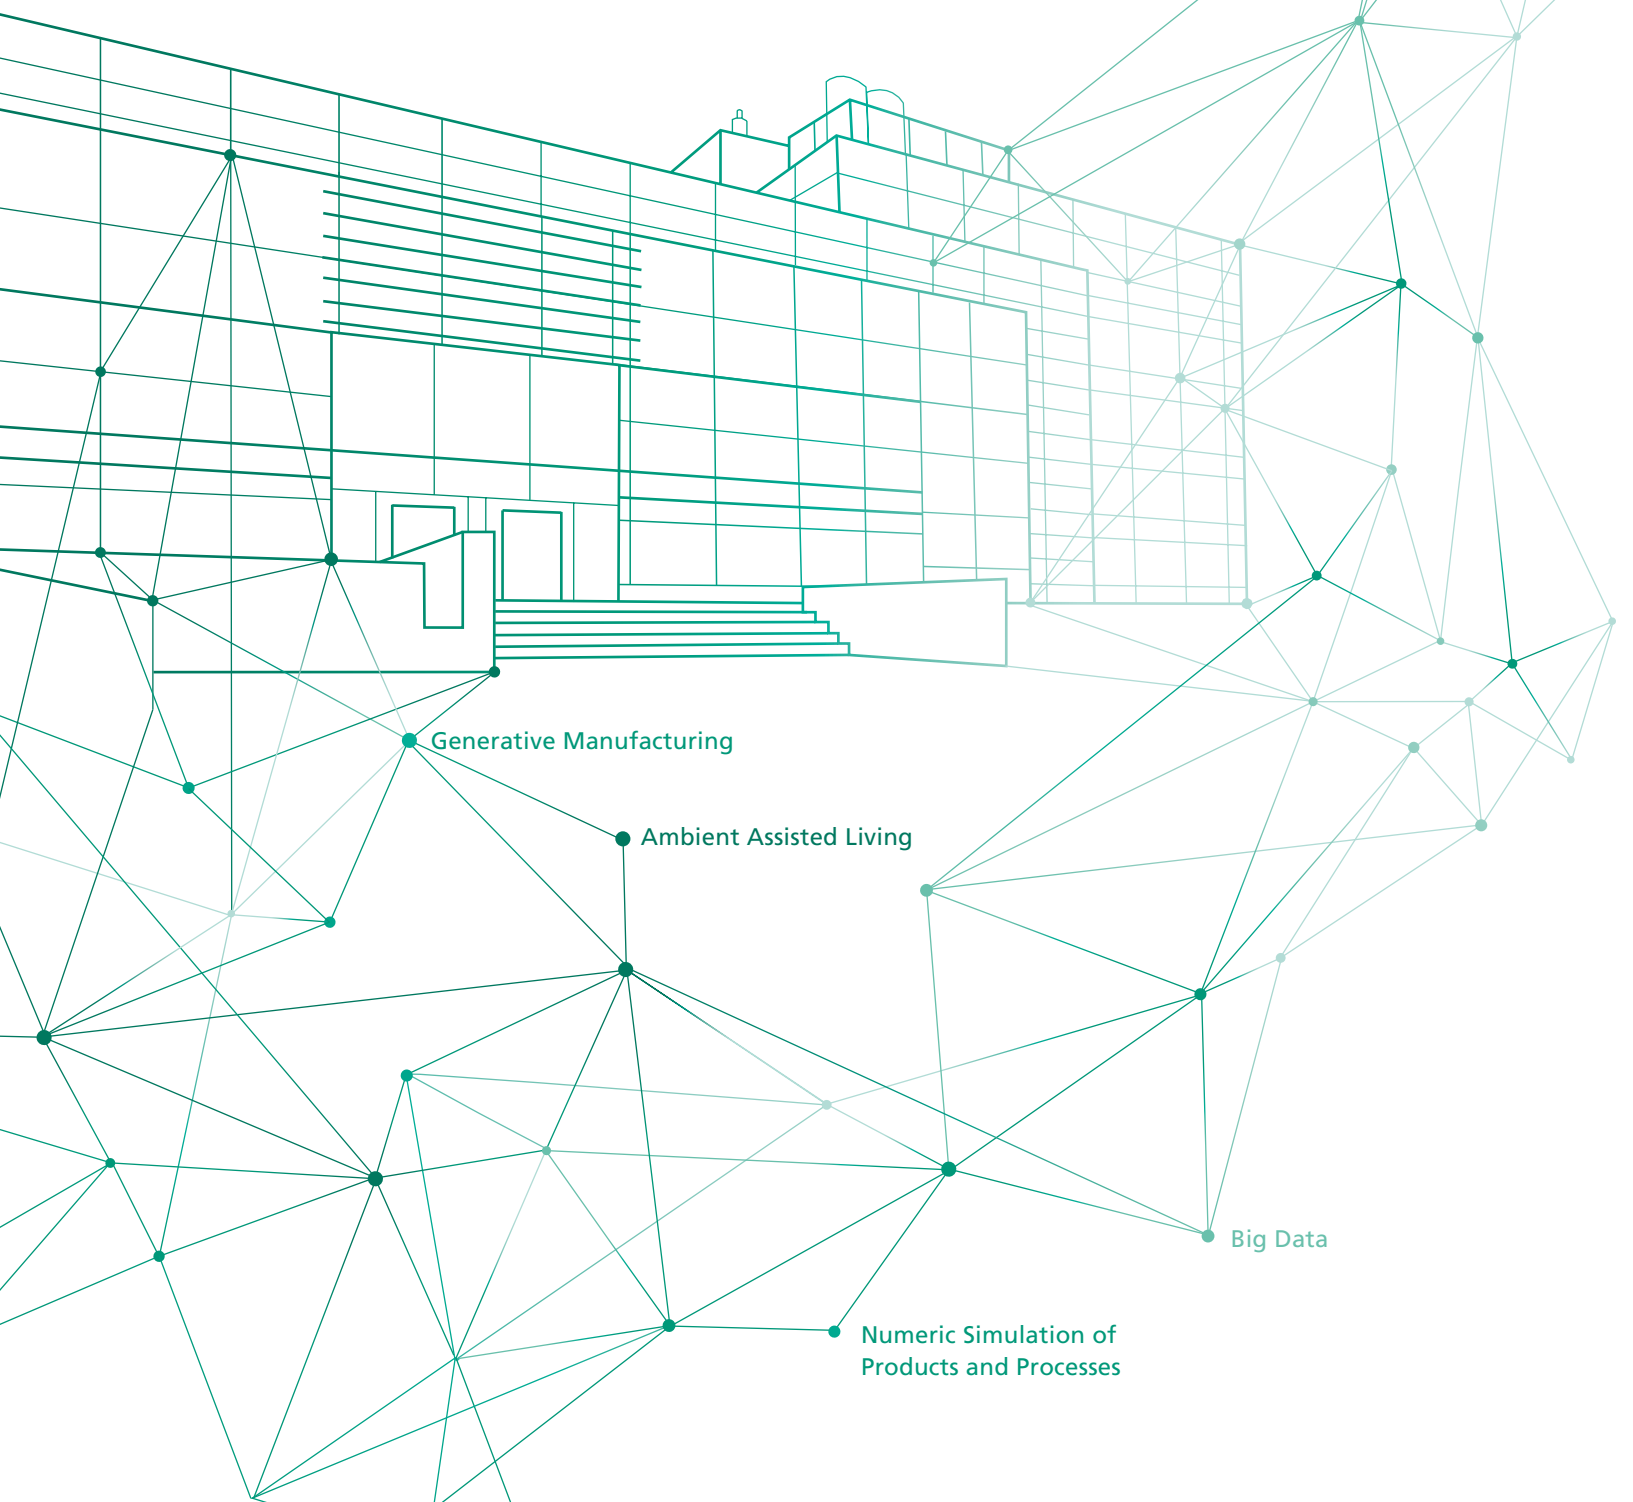 Generative Manufacturing
Ambient Assisted Living
Big Data
Numeric Simulation of
Products and Processes